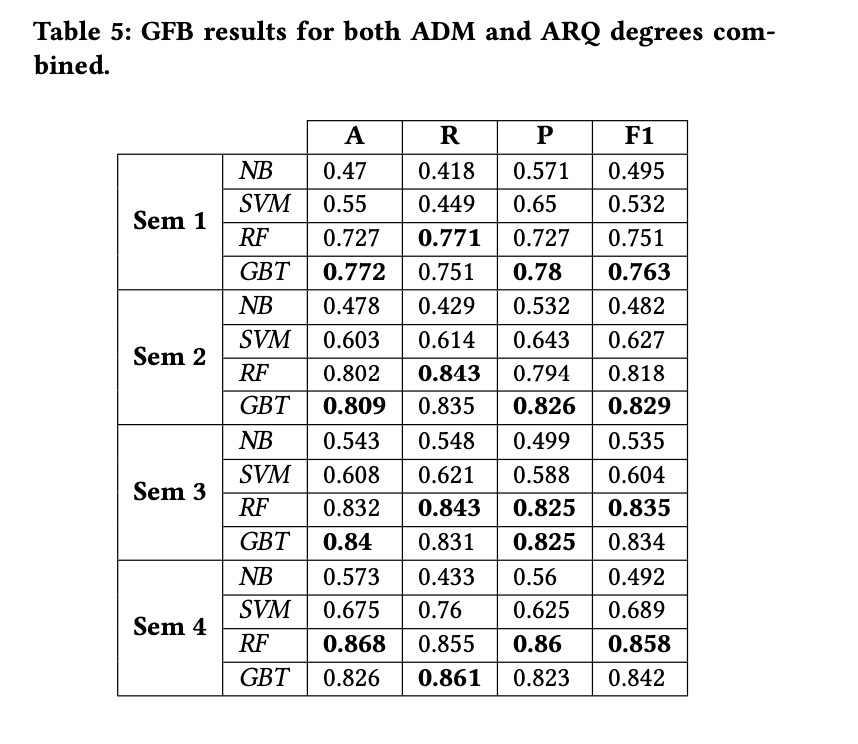 Table 5: GFB results for both ADM and ARQ degrees com-
bined.
A R P F1
Sem 1
NB 0.47 0.418 0.571 0.495
SVM 0.55 0.449 0.65 0.532
RF 0.727 0.771 0.727 0.751
GBT 0.772 0.751 0.78 0.763
Sem 2
NB 0.478 0.429 0.532 0.482
SVM 0.603 0.614 0.643 0.627
RF 0.802 0.843 0.794 0.818
GBT 0.809 0.835 0.826 0.829
Sem 3
NB 0.543 0.548 0.499 0.535
SVM 0.608 0.621 0.588 0.604
RF 0.832 0.843 0.825 0.835
GBT 0.84 0.831 0.825 0.834
Sem 4
NB 0.573 0.433 0.56 0.492
SVM 0.675 0.76 0.625 0.689
RF 0.868 0.855 0.86 0.858
GBT 0.826 0.861 0.823 0.842